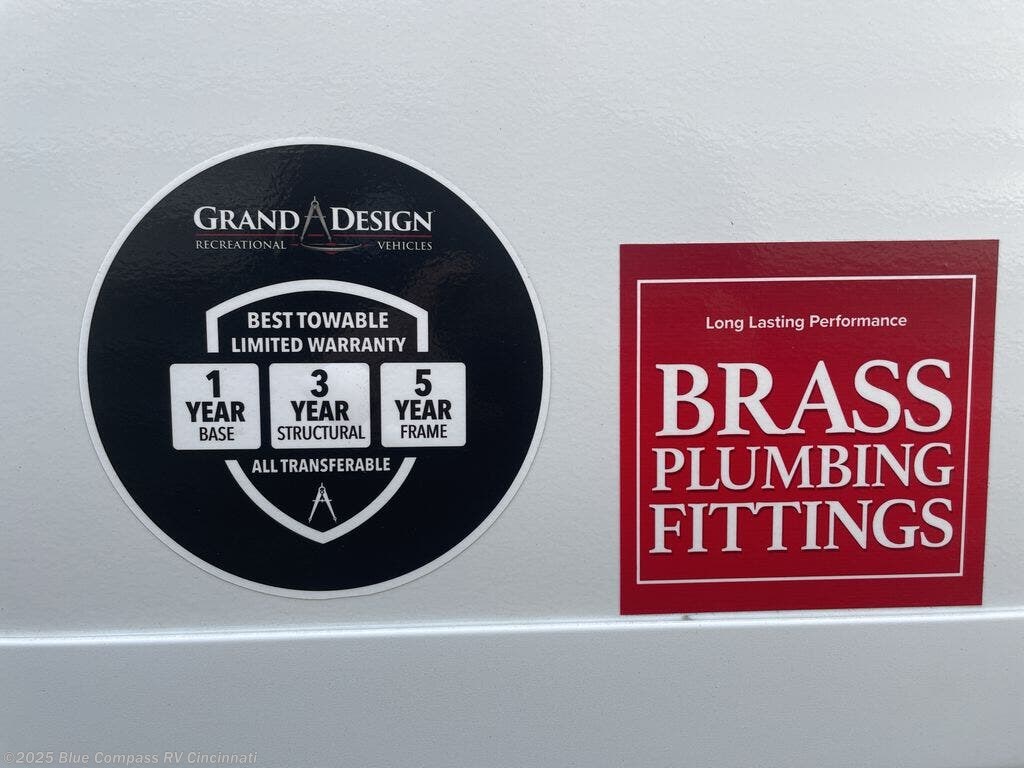 GRAND DESIGN
RECREATIONAL VEHICLES
BEST TOWABLE
LIMITED WARRANTY
1
YEAR
BASE
3
YEAR
STRUCTURAL
5
YEAR
FRAME
ALL TRANSFERABLE
Long Lasting Performance
BRASS
PLUMBING
FITTINGS
©2025 Blue Compass RV Cincinnati